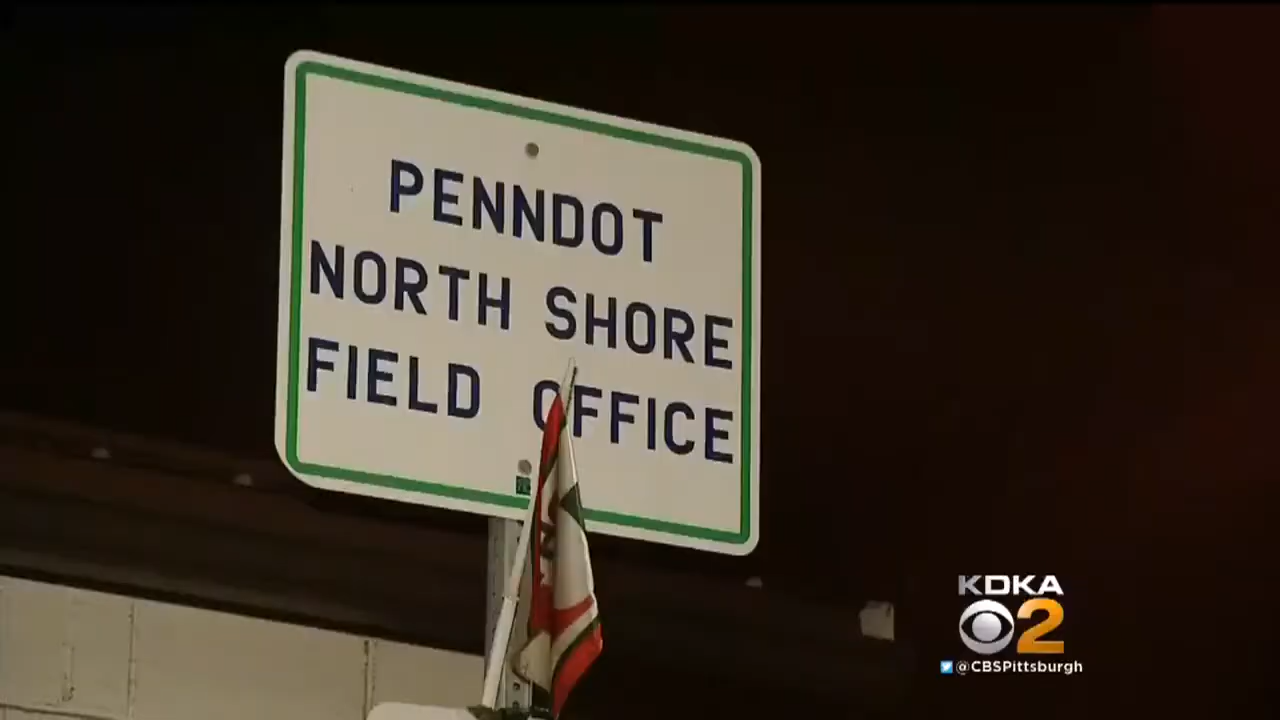 PENNDOT
NORTH SHORE
FIELD OFFICE
KDKA
2
@CBSPittsburgh